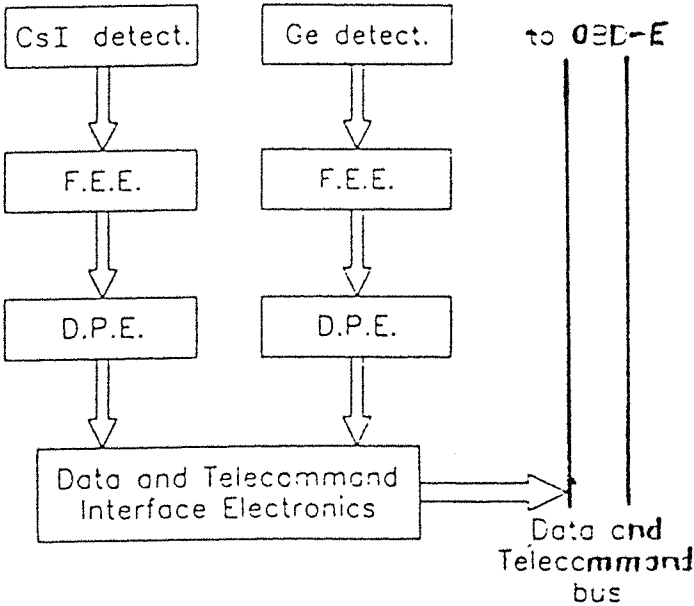 CsI detect.
Ge detect.
to OBD-E
F.E.E.
F.E.E.
D.P.E.
D.P.E.
Data and Telecommand
Interface Electronics
Data and
Telecommand
bus